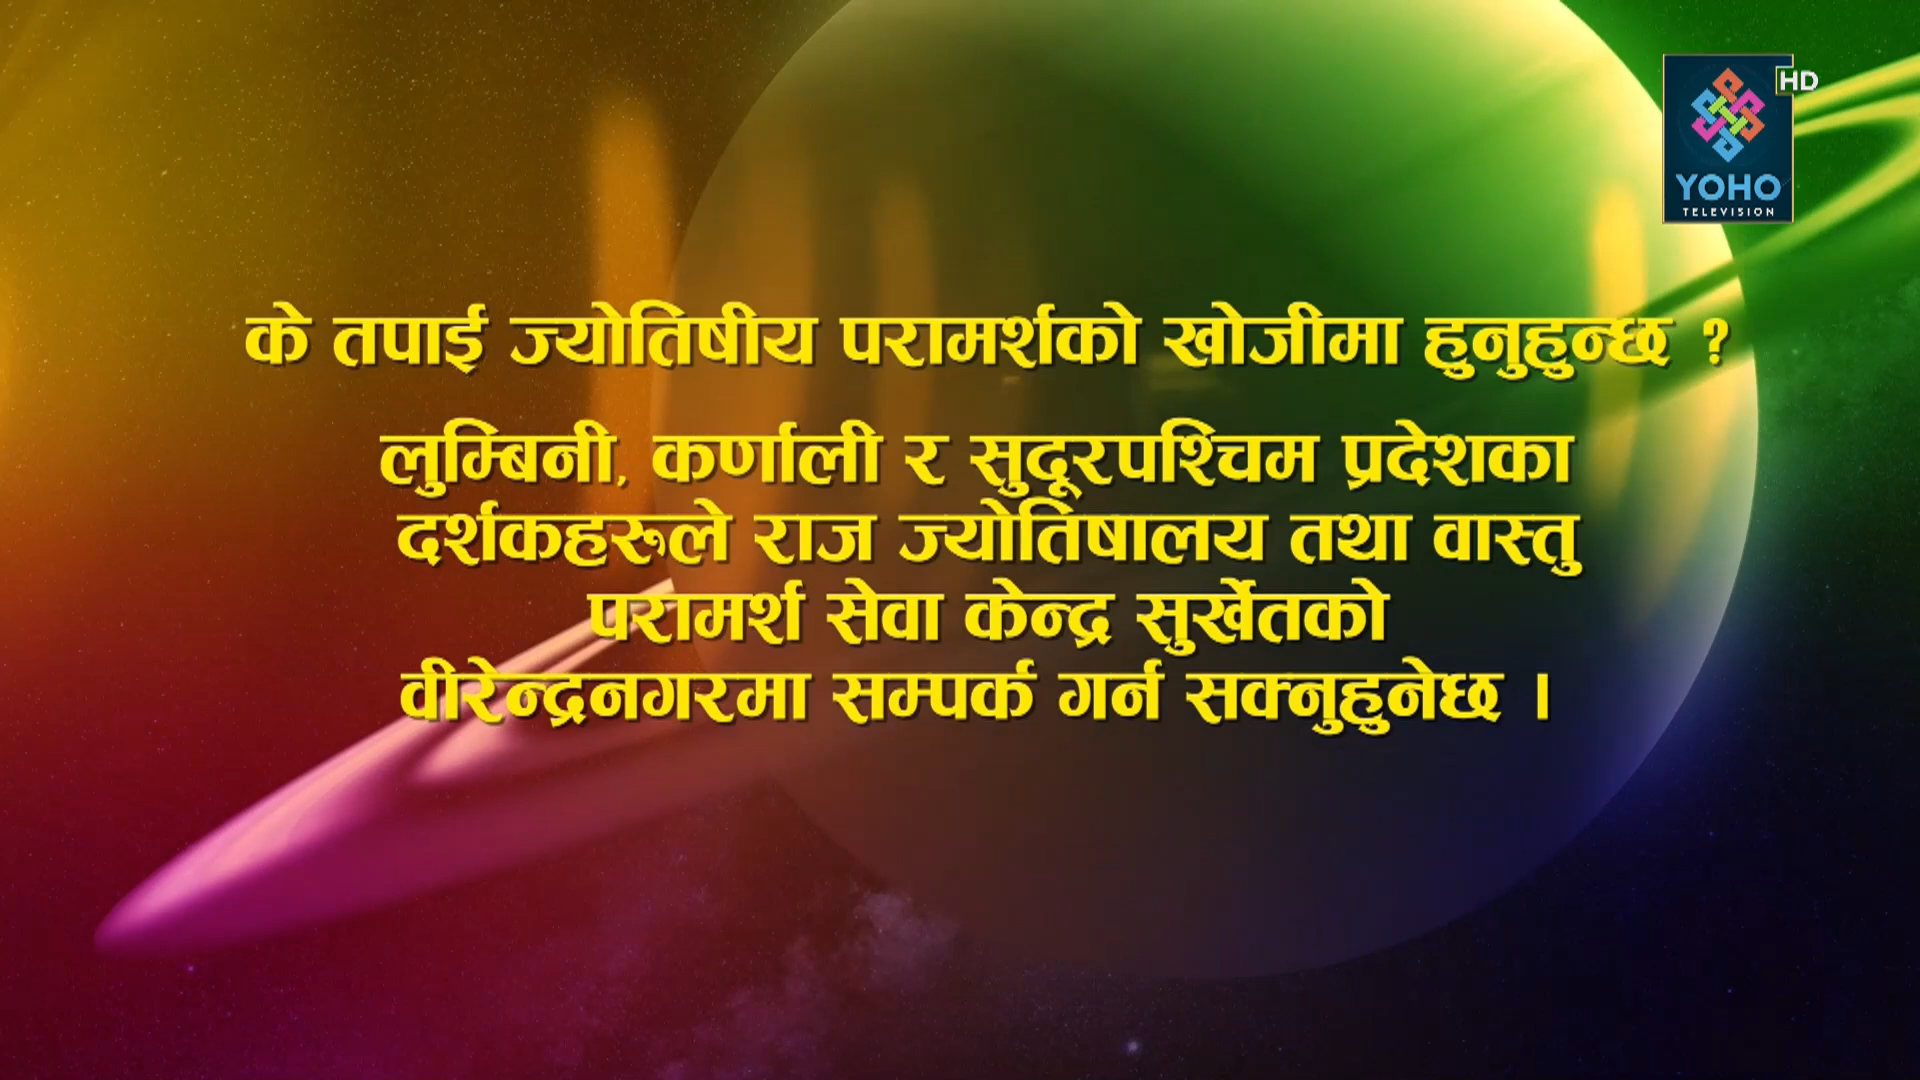 HD
YOHO
TELEVISION
के तपाई ज्योतिषीय परामर्शको खोजीमा हुनुहुन्छ ?
लुम्बिनी, कर्णाली र सुदूरपश्चिम प्रदेशका
दर्शकहरुले राज ज्योतिषालय तथा वास्तु
परामर्श सेवा केन्द्र सुर्खेतको
वीरेन्द्रनगरमा सम्पर्क गर्न सक्नुहुनेछ ।